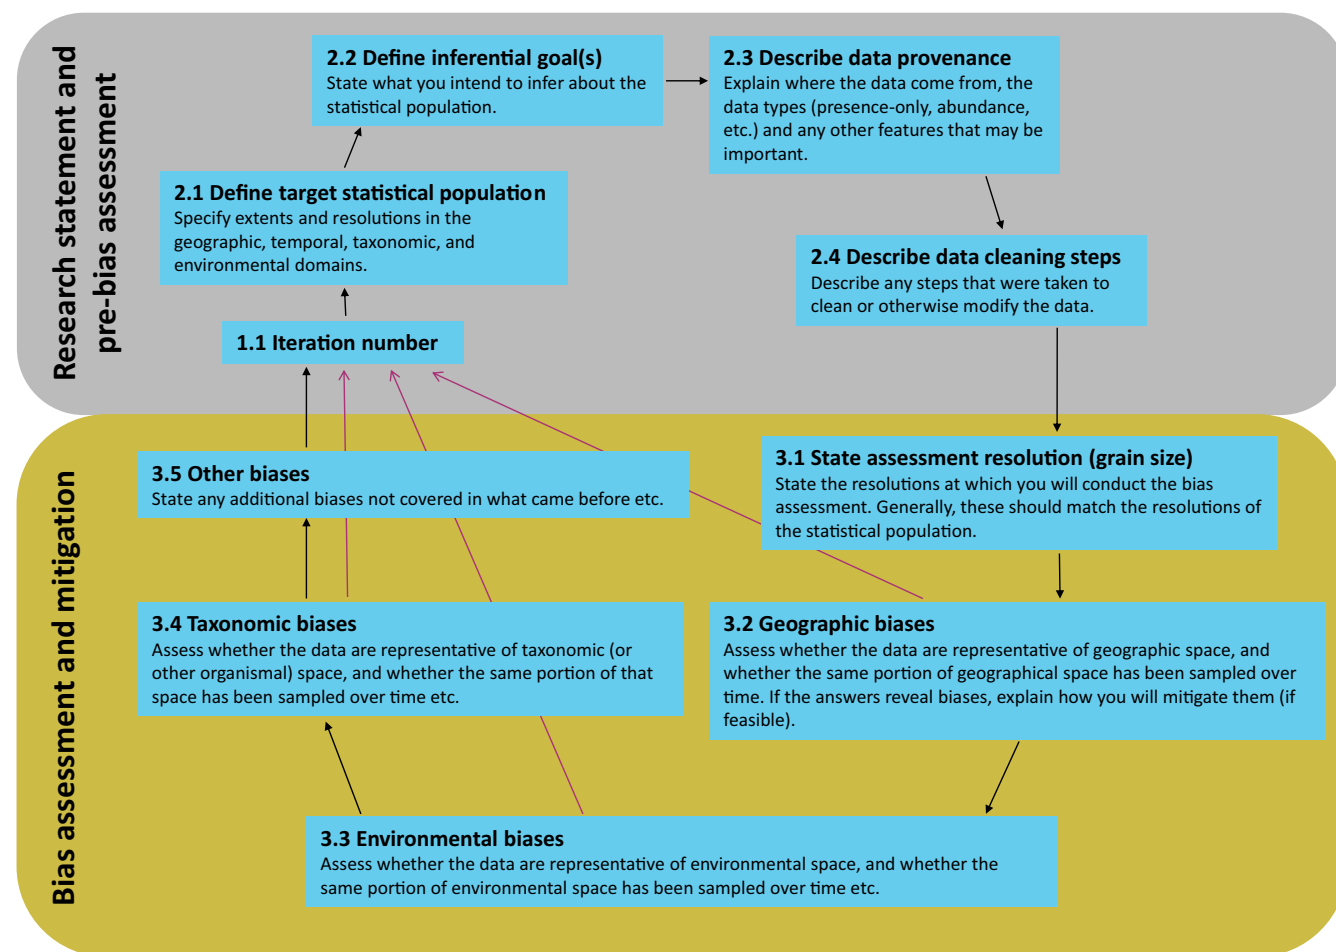 Research statement and
pre-bias assessment
2.2 Define inferential goal(s)
State what you intend to infer about the
statistical population.
2.3 Describe data provenance
Explain where the data come from, the
data types (presence-only, abundance,
etc.) and any other features that may be
important.
2.1 Define target statistical population
Specify extents and resolutions in the
geographic, temporal, taxonomic, and
environmental domains.
2.4 Describe data cleaning steps
Describe any steps that were taken to
clean or otherwise modify the data.
1.1 Iteration number
Bias assessment and mitigation
3.5 Other biases
State any additional biases not covered in what came before etc.
3.1 State assessment resolution (grain size)
State the resolutions at which you will conduct the bias
assessment. Generally, these should match the resolutions of
the statistical population.
3.4 Taxonomic biases
Assess whether the data are representative of taxonomic (or
other organismal) space, and whether the same portion of that
space has been sampled over time etc.
3.2 Geographic biases
Assess whether the data are representative of geographic space, and
whether the same portion of geographical space has been sampled over
time. If the answers reveal biases, explain how you will mitigate them (if
feasible).
3.3 Environmental biases
Assess whether the data are representative of environmental space, and whether the
same portion of environmental space has been sampled over time etc.